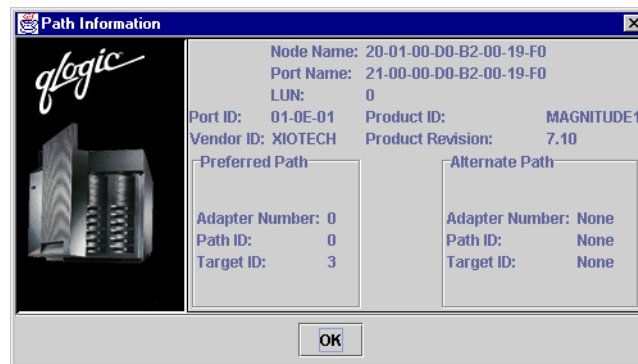 Path Information
qlogic
Node Name: 20-01-00-D0-B2-00-19-F0
Port Name: 21-00-00-D0-B2-00-19-F0
LUN: 0
Port ID: 01-0E-01 Product ID: MAGNITUDE1
Vendor ID: XIOTECH Product Revision: 7.10
Preferred Path
Adapter Number: 0
Path ID: 0
Target ID: 3
Alternate Path
Adapter Number: None
Path ID: None
Target ID: None
OK